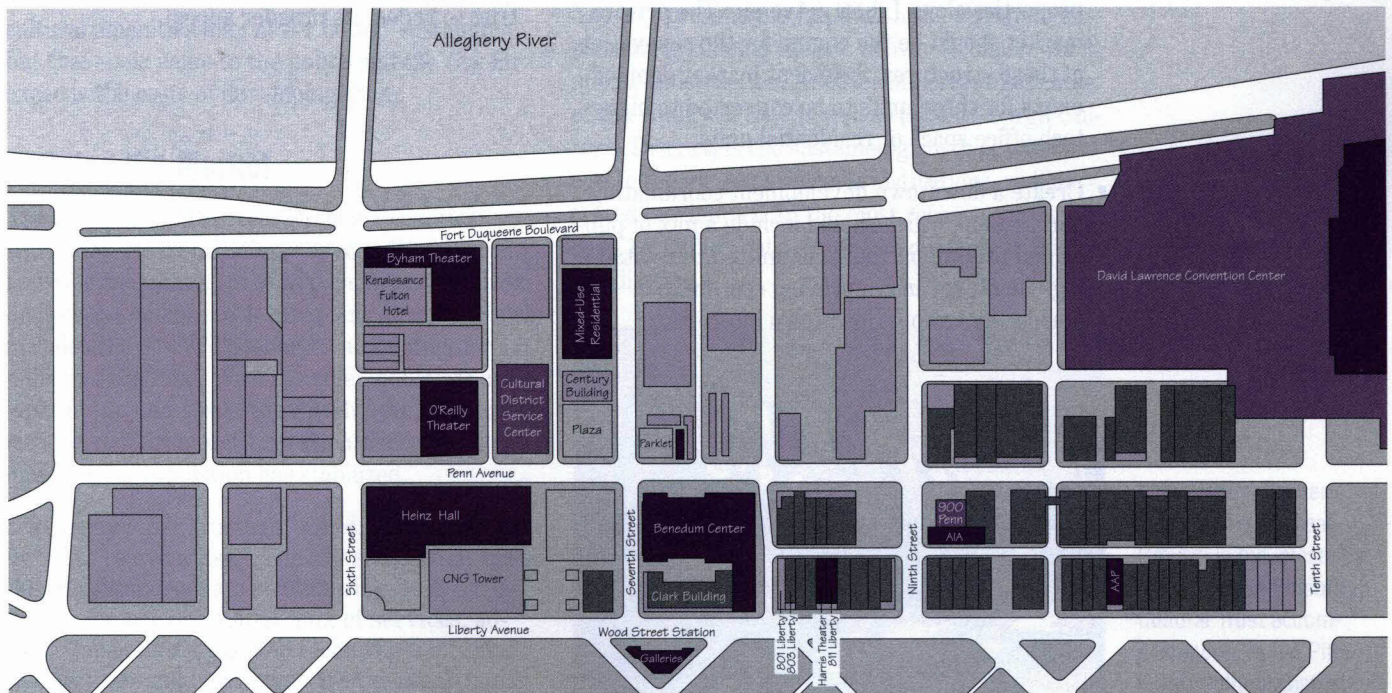 Allegheny River
Fort Duquesne Boulevard
Byham Theater
Renaissance
Fulton
Hotel
Mixed-Use
Residential
David Lawrence Convention Center
Cultural
District
Service
Center
Century
Building
O'Reilly
Theater
Plaza
Parklet
Penn Avenue
Heinz Hall
Benedum Center
900
Penn
AIA
Sixth Street
Seventh Street
Ninth Street
Tenth Street
CNG Tower
Clark Building
AAP
Liberty Avenue
Wood Street Station
Galleries
801 Liberty
803 Liberty
Harris Theater
811 Liberty